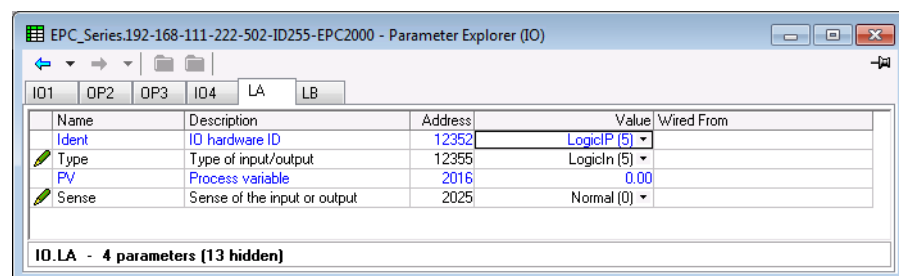 EPC_Series.192-168-111-222-502-ID255-EPC2000 - Parameter Explorer (IO)
IO1 OP2 OP3 IO4 LA LB
Name Description Address Value Wired From
Ident IO hardware ID 12352 LogicIP (5)
Type Type of input/output 12355 LogicIn (5)
PV Process variable 2016 0.00
Sense Sense of the input or output 2025 Normal (0)
IO.LA - 4 parameters (13 hidden)